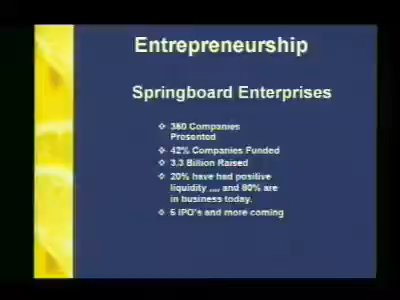 Entrepreneurship
Springboard Enterprises
❖ 380 Companies
Presented
❖ 42% Companies Funded
❖ 3.3 Billion Raised
❖ 20% have had positive
liquidity ,,,, and 80% are
in business today.
❖ 6 IPO's and more coming